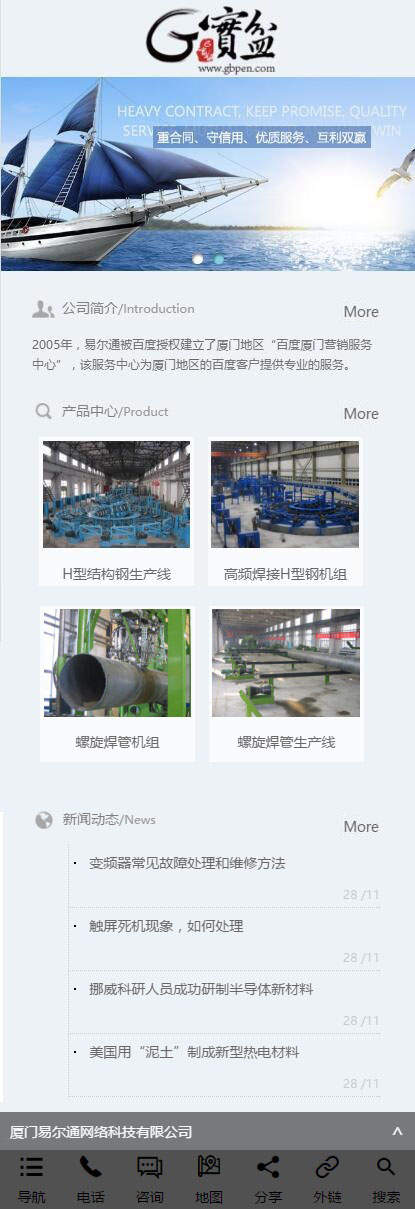 G寶盆
www.gbpen.com
HEAVY CONTRACT, KEEP PROMISE, QUALITY
SERVICE
WIN
重合同、守信用、优质服务、互利双赢
公司简介/Introduction
More
2005年，易尔通被百度授权建立了厦门地区“百度厦门营销服务
中心”，该服务中心为厦门地区的百度客户提供专业的服务。
产品中心/Product
More
H型结构钢生产线
高频焊接H型钢机组
螺旋焊管机组
螺旋焊管生产线
新闻动态/News
More
变频器常见故障处理和维修方法
28 /11
触屏死机现象，如何处理
28 /11
挪威科研人员成功研制半导体新材料
28 /11
美国用“泥土”制成新型热电材料
28 /11
厦门易尔通网络科技有限公司
导航
电话
咨询
地图
分享
外链
搜索